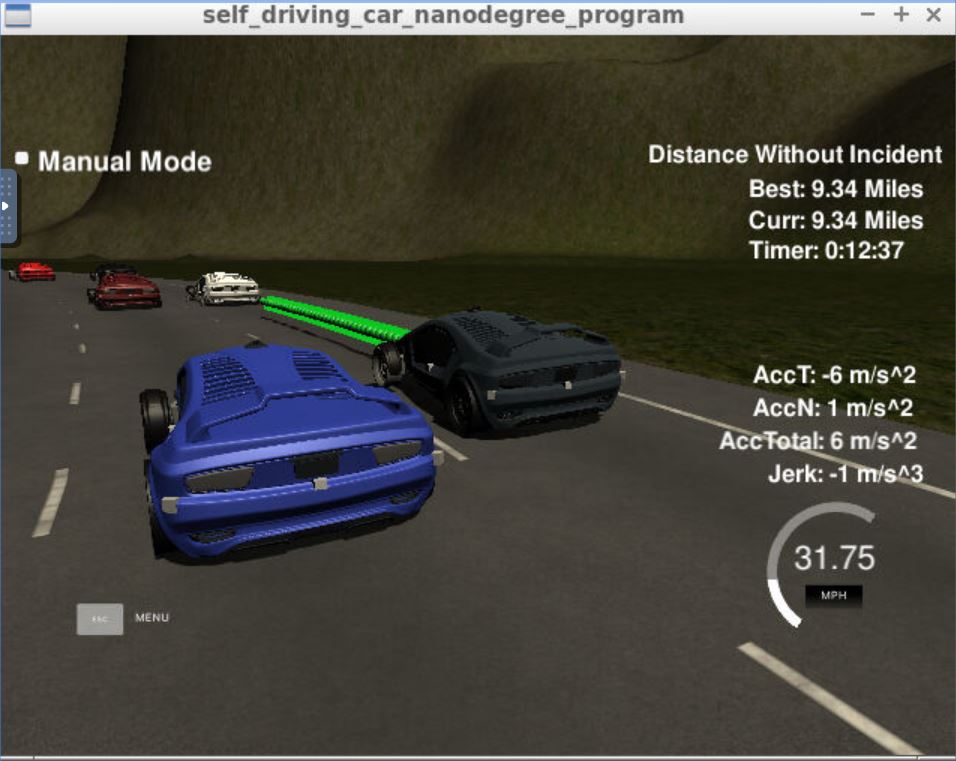 self_driving_car_nanodegree_program
Manual Mode
Distance Without Incident
Best: 9.34 Miles
Curr: 9.34 Miles
Timer: 0:12:37
AccT: -6 m/s^2
AccN: 1 m/s^2
AccTotal: 6 m/s^2
Jerk: -1 m/s^3
31.75
MPH
ESC MENU